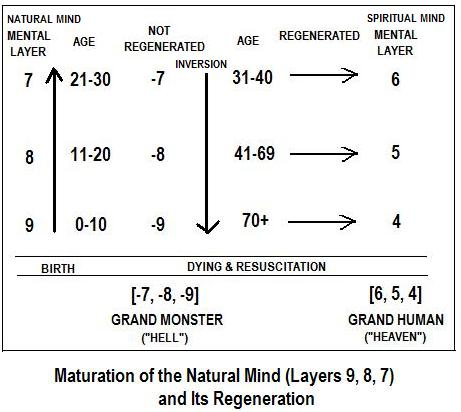 NATURAL MIND NOT SPIRITUAL MIND
MENTAL LAYER AGE REGENERATED AGE REGENERATED MENTAL LAYER
INVERSION
7 21-30 -7 31-40 6
8 11-20 -8 41-69 5
9 0-10 -9 70+ 4
BIRTH DYING & RESUSCITATION
[-7, -8, -9] [6, 5, 4]
GRAND MONSTER GRAND HUMAN
("HELL") ("HEAVEN")
Maturation of the Natural Mind (Layers 9, 8, 7)
and Its Regeneration